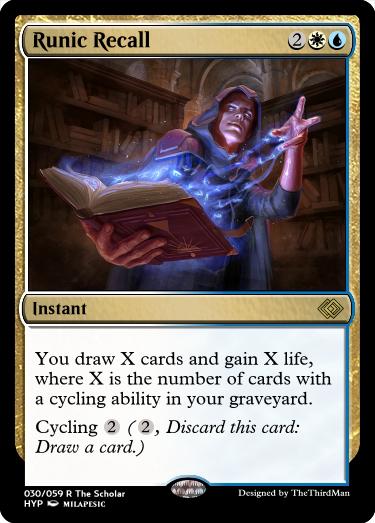 Runic Recall 2
Instant
You draw X cards and gain X life,
where X is the number of cards with
a cycling ability in your graveyard.
Cycling 2 ( 2, Discard this card:
Draw a card.)
030/059 R The Scholar
HYP MILAPESIC
Designed by TheThirdMan